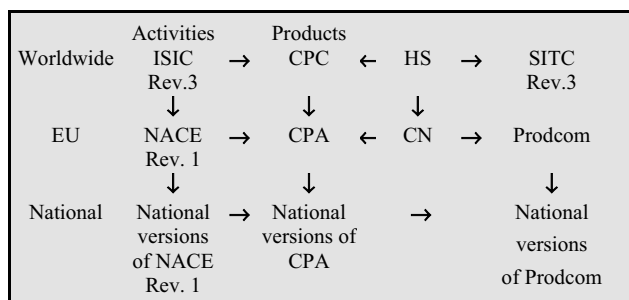 Activities Products
Worldwide ISIC → CPC ← HS → SITC
Rev.3 Rev.3
↓ ↓ ↓
EU NACE → CPA ← CN → Prodcom
Rev. 1
↓ ↓ ↓
National National → National → National
versions versions of versions
of NACE CPA of Prodcom
Rev. 1